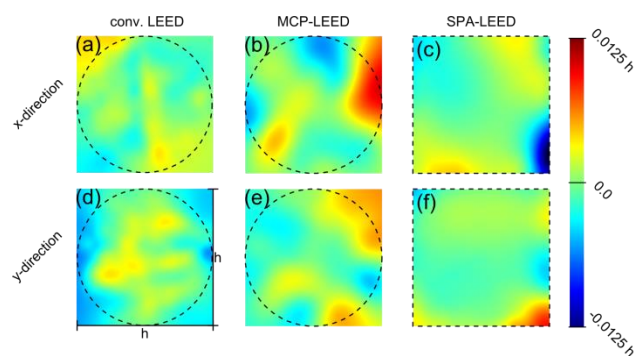 conv. LEED
MCP-LEED
SPA-LEED
x-direction
(a)
(b)
(c)
0.0125 h
0.0
-0.0125 h
y-direction
(d)
(e)
(f)
h
h